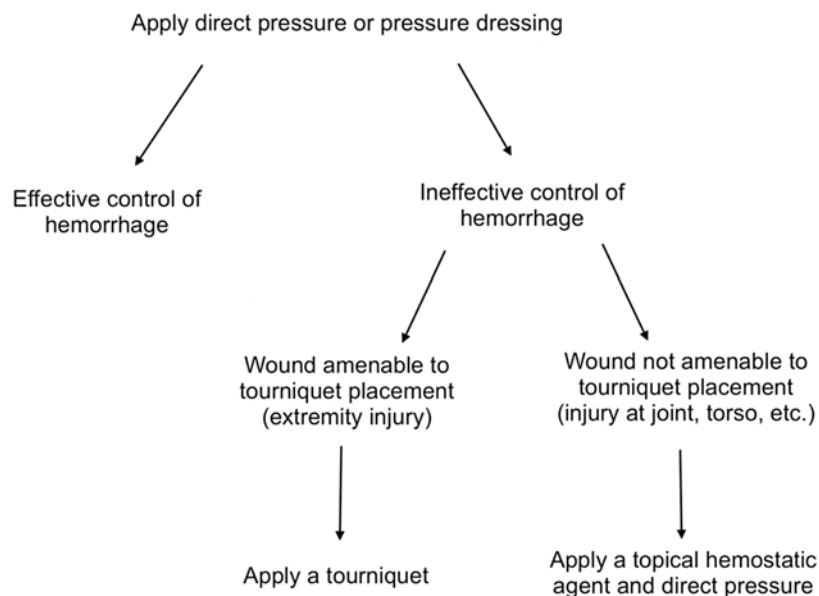 Apply direct pressure or pressure dressing
Effective control of
hemorrhage
Ineffective control of
hemorrhage
Wound amenable to
tourniquet placement
(extremity injury)
Wound not amenable to
tourniquet placement
(injury at joint, torso, etc.)
Apply a tourniquet
Apply a topical hemostatic
agent and direct pressure